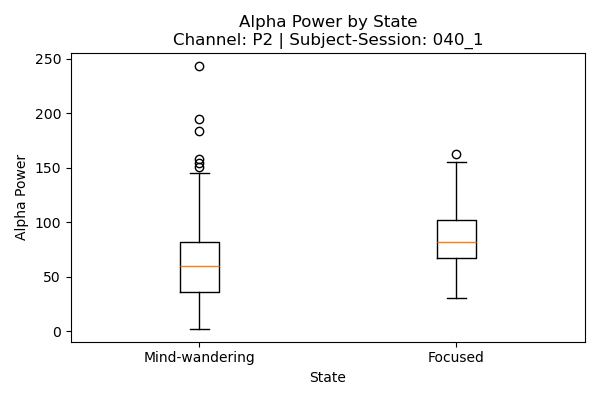 Alpha Power by State
Channel: P2 | Subject-Session: 040_1
250
200
150
100
50
0
Alpha Power
Mind-wandering
Focused
State